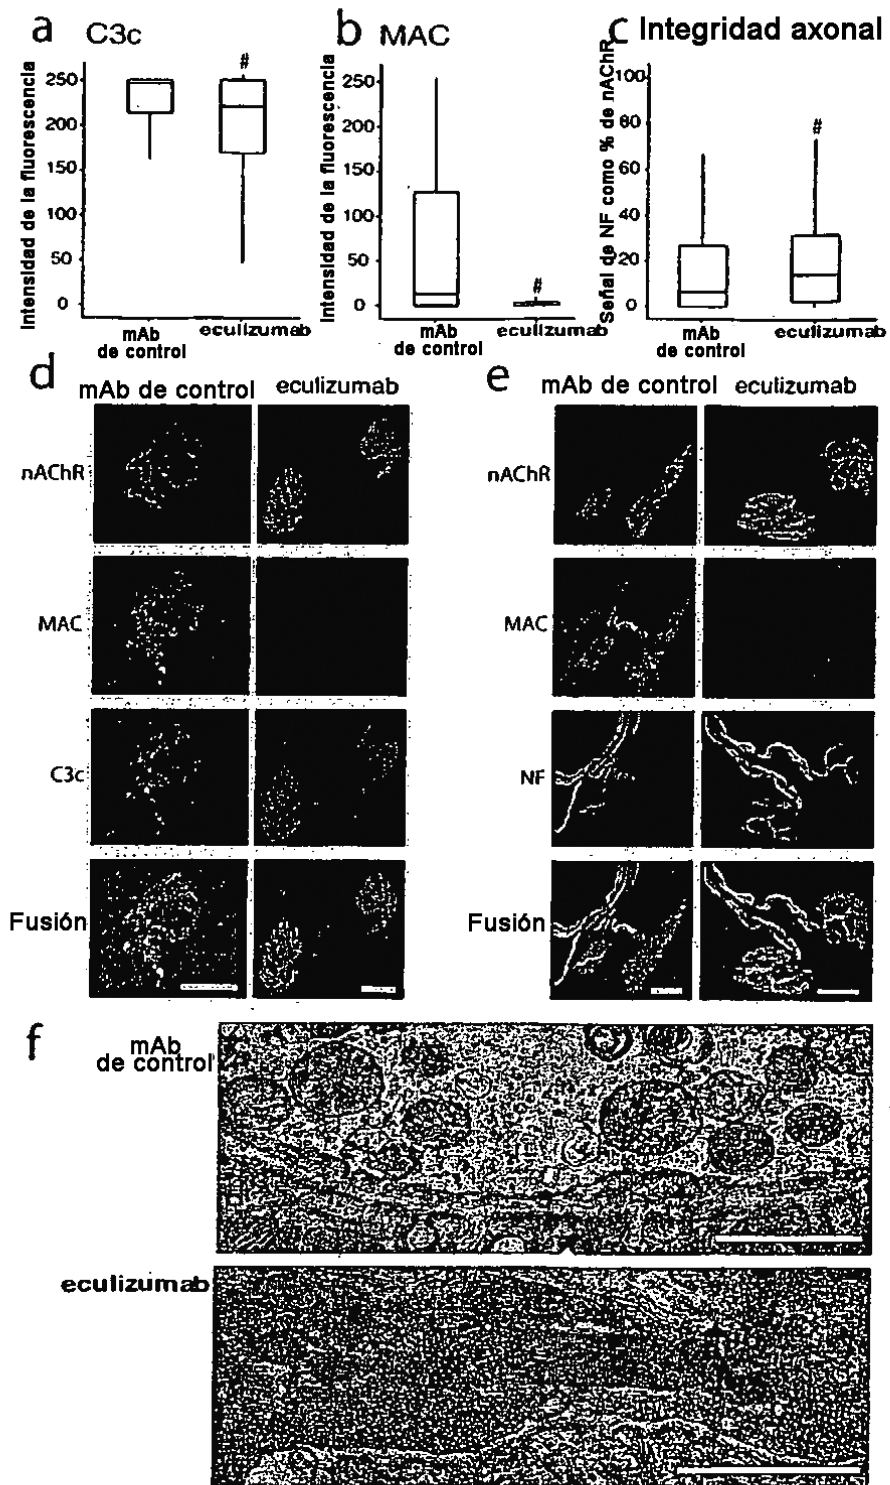 a C3c
Intensidad de la fluorescencia
250
200
150
100
50
0
#
mAb
de control
eculizumab
b MAC
Intensidad de la fluorescencia
250
200
150
100
50
0
#
mAb
de control
eculizumab
c Integridad axonal
Señal de NF como % de nAChR
100
80
60
40
20
0
#
mAb
de control
eculizumab
d
mAb de control eculizumab
nAChR
MAC
C3c
Fusión
e
mAb de control eculizumab
nAChR
MAC
NF
Fusión
f
mAb
de control
eculizumab